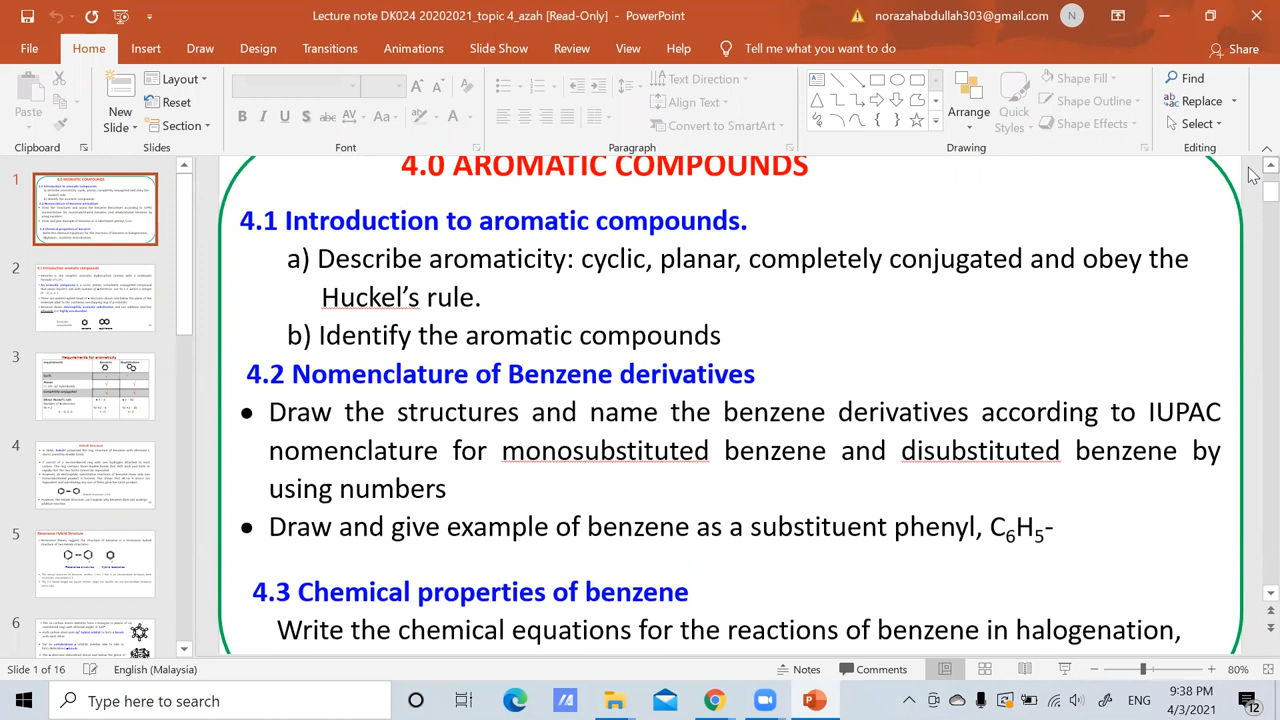 Lecture note DK024 20202021_topic 4_azah [Read-Only] - PowerPoint
norazahabdullah303@gmail.com
N
File Home Insert Draw Design Transitions Animations Slide Show Review View Help Tell me what you want to do Share
Paste
Clipboard
New Slide
Layout
Reset
Section
Slides
B I U S abc AV Aa A
Font
Text Direction
Align Text
Convert to SmartArt
Paragraph
Arrange
Quick Styles
Shape Fill
Shape Outline
Shape Effects
Drawing
Find
Replace
Select
Editing
1
3
4
5
4.0 AROMATIC COMPOUNDS
4.1 Introduction to aromatic compounds.
a) Describe aromaticity: cyclic, planar, completely conjugated and obey the
Huckel’s rule.
b) Identify the aromatic compounds
4.2 Nomenclature of Benzene derivatives
● Draw the structures and name the benzene derivatives according to IUPAC
nomenclature for monosubstituted benzene and disubstituted benzene by
using numbers
● Draw and give example of benzene as a substituent phenyl, C6H5-
4.3 Chemical properties of benzene
Write the chemical equations for the reactions of benzene in halogenation,
Slide 1 of 16 English (Malaysia) Notes Comments 80%
Type here to search
ENG
9:38 PM
4/3/2021
12